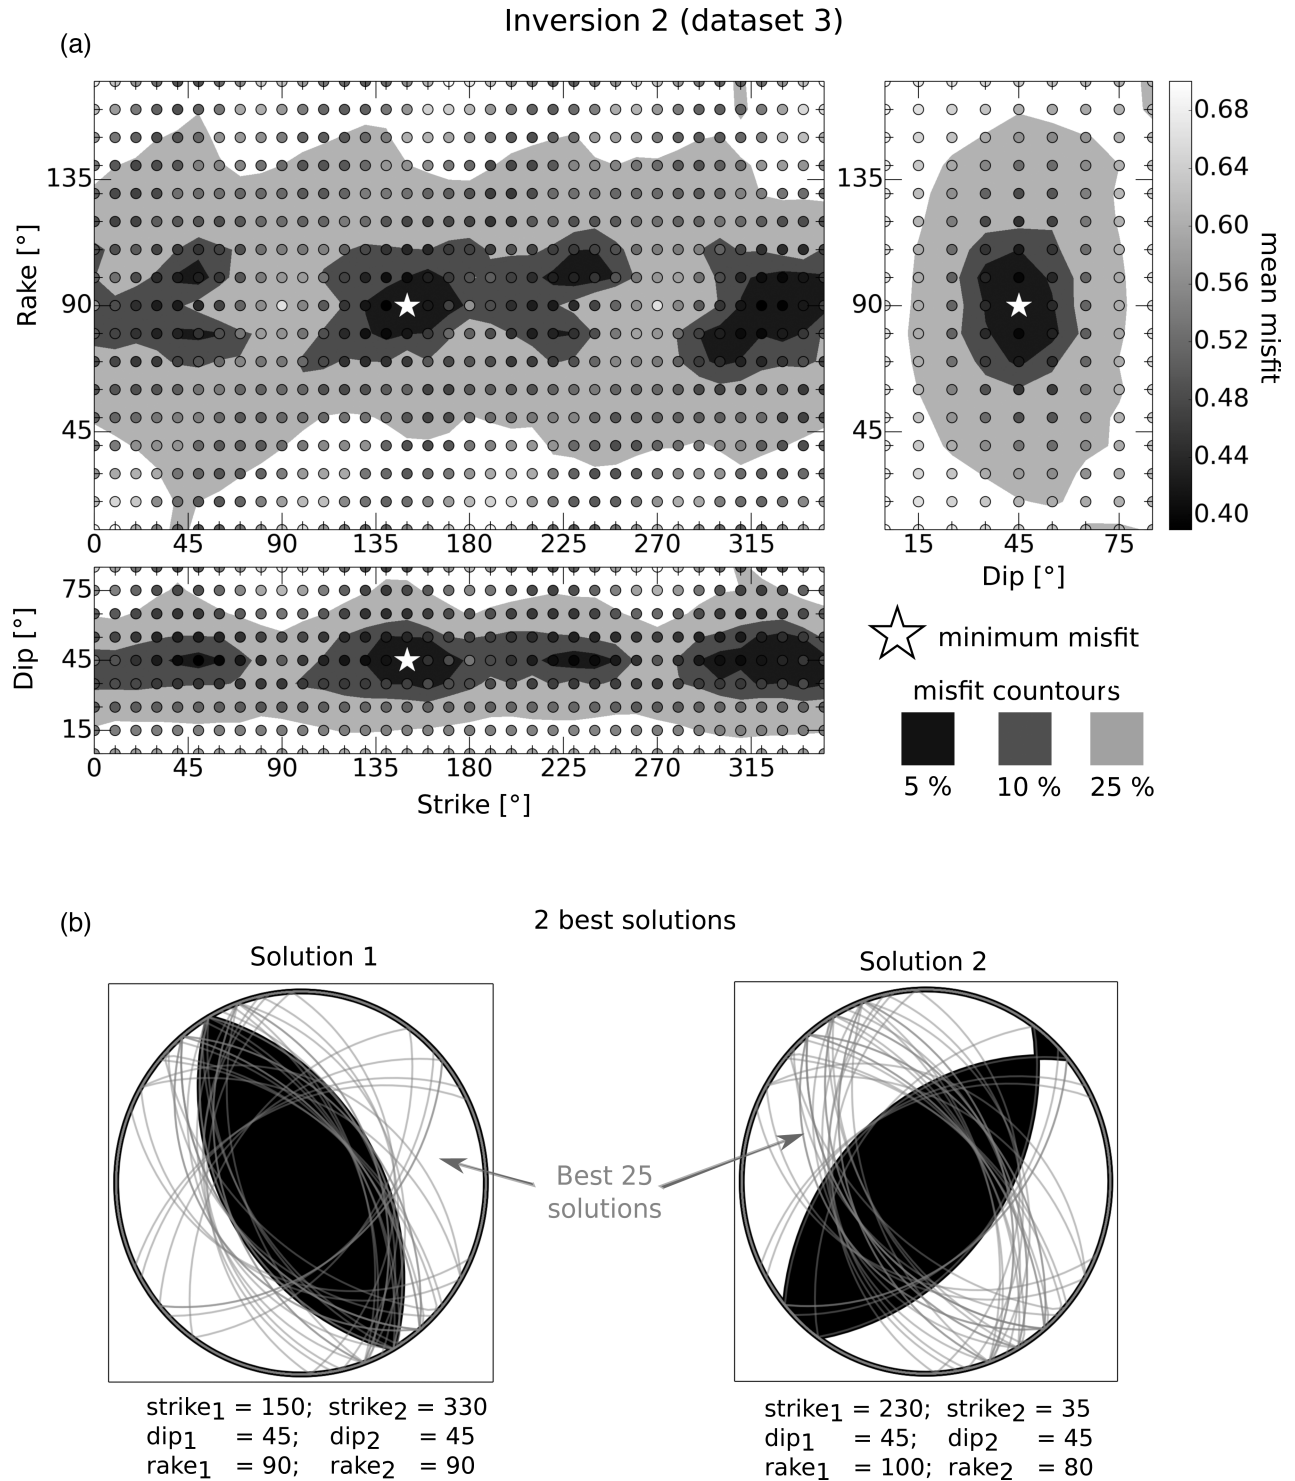 Inversion 2 (dataset 3)
(a)
Rake [°]
135
90
45
0 45 90 135 180 225 270 315
135
90
45
15 45 75
Dip [°]
0.68
0.64
0.60
0.56
0.52
0.48
0.44
0.40
mean misfit
Dip [°]
75
45
15
0 45 90 135 180 225 270 315
Strike [°]
minimum misfit
misfit countours
5 % 10 % 25 %
(b)
2 best solutions
Solution 1
Solution 2
Best 25
solutions
strike1 = 150; strike2 = 330
dip1 = 45; dip2 = 45
rake1 = 90; rake2 = 90
strike1 = 230; strike2 = 35
dip1 = 45; dip2 = 45
rake1 = 100; rake2 = 80